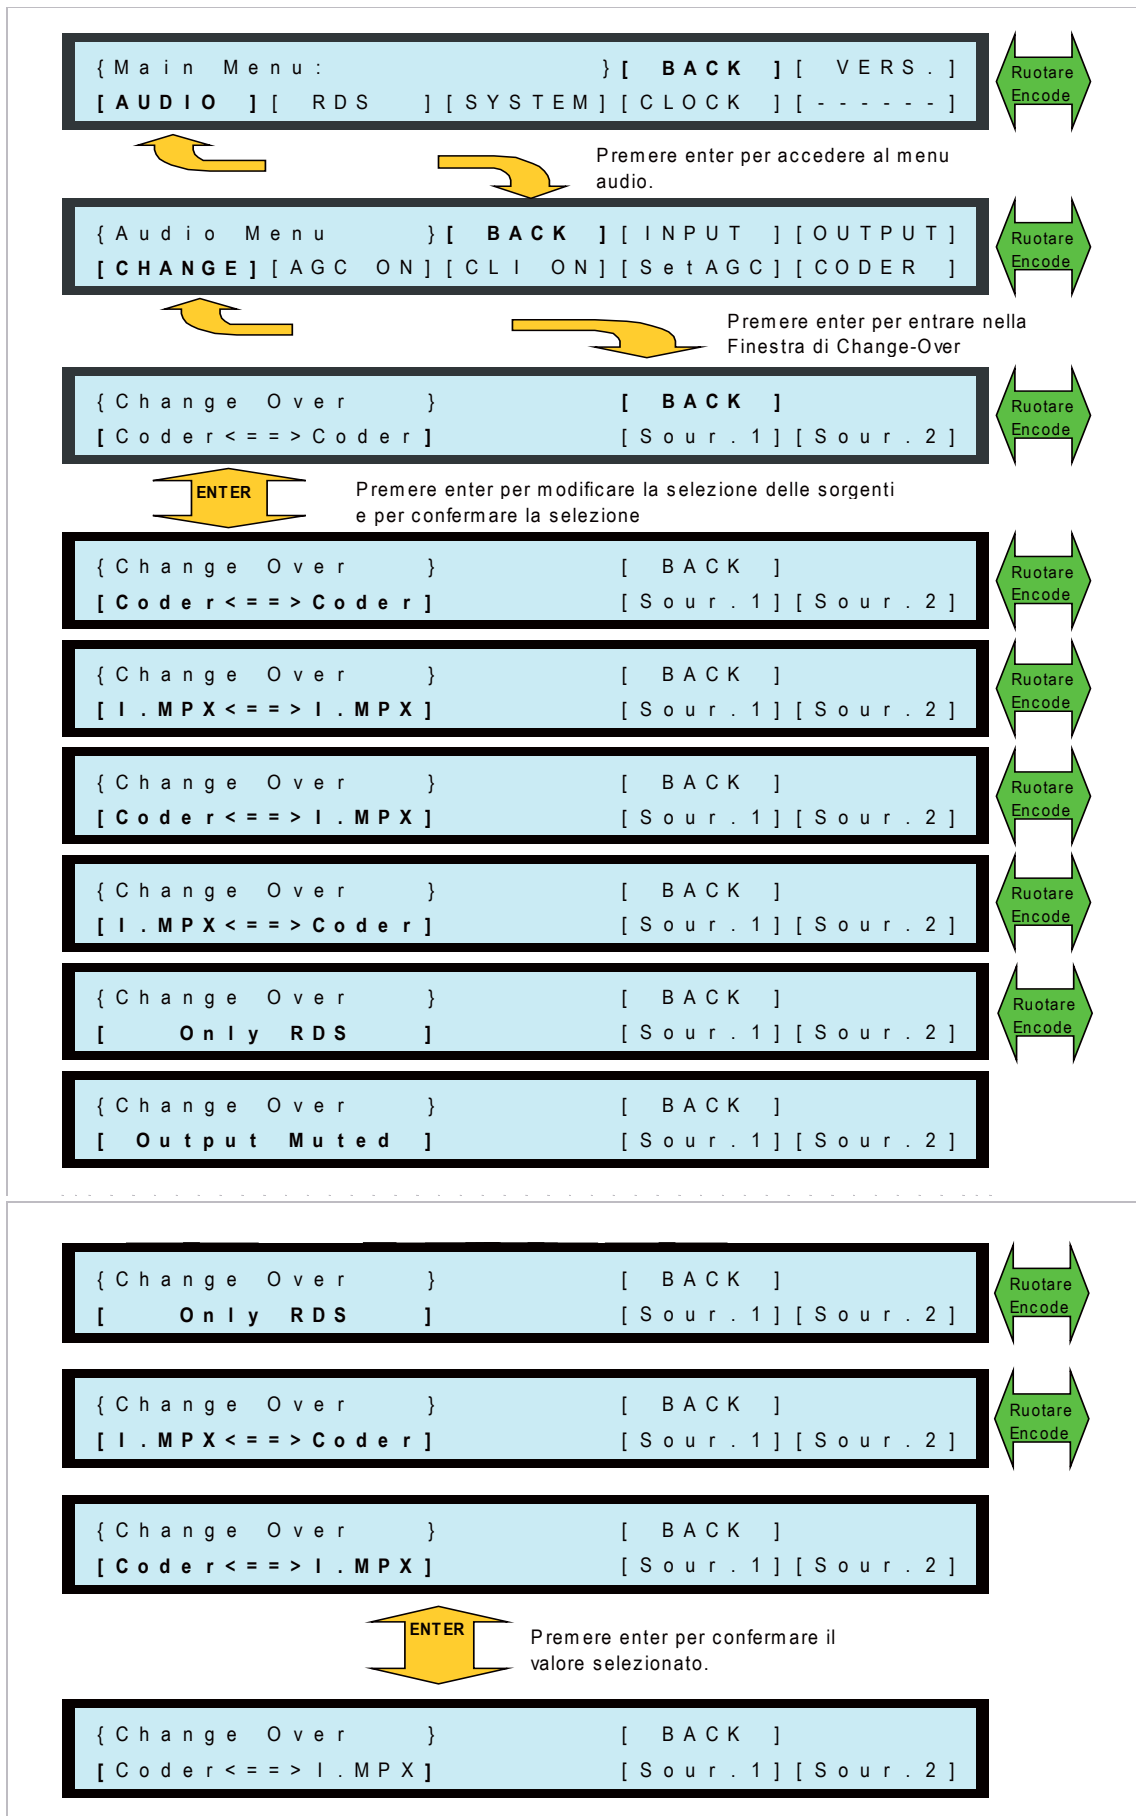 {Main Menu: }[ BACK ][ VERS.]
[AUDIO ][ RDS ][SYSTEM][CLOCK ][------]
Ruotare
Encode
Premere enter per accedere al menu
audio.
{Audio Menu }[ BACK ][INPUT ][OUTPUT]
[CHANGE][AGC ON][CLI ON][SetAGC][CODER ]
Ruotare
Encode
Premere enter per entrare nella
Finestra di Change-Over
{Change Over } [ BACK ]
[Coder<==>Coder] [Sour.1][Sour.2]
Ruotare
Encode
ENTER
Premere enter per modificare la selezione delle sorgenti
e per confermare la selezione
{Change Over } [ BACK ]
[Coder<==>Coder] [Sour.1][Sour.2]
Ruotare
Encode
{Change Over } [ BACK ]
[I.MPX<==>I.MPX] [Sour.1][Sour.2]
Ruotare
Encode
{Change Over } [ BACK ]
[Coder<==>I.MPX] [Sour.1][Sour.2]
Ruotare
Encode
{Change Over } [ BACK ]
[I.MPX<==>Coder] [Sour.1][Sour.2]
Ruotare
Encode
{Change Over } [ BACK ]
[ Only RDS ] [Sour.1][Sour.2]
Ruotare
Encode
{Change Over } [ BACK ]
[ Output Muted ] [Sour.1][Sour.2]
{Change Over } [ BACK ]
[ Only RDS ] [Sour.1][Sour.2]
Ruotare
Encode
{Change Over } [ BACK ]
[I.MPX<==>Coder] [Sour.1][Sour.2]
Ruotare
Encode
{Change Over } [ BACK ]
[Coder<==>I.MPX] [Sour.1][Sour.2]
ENTER
Premere enter per confermare il
valore selezionato.
{Change Over } [ BACK ]
[Coder<==>I.MPX] [Sour.1][Sour.2]